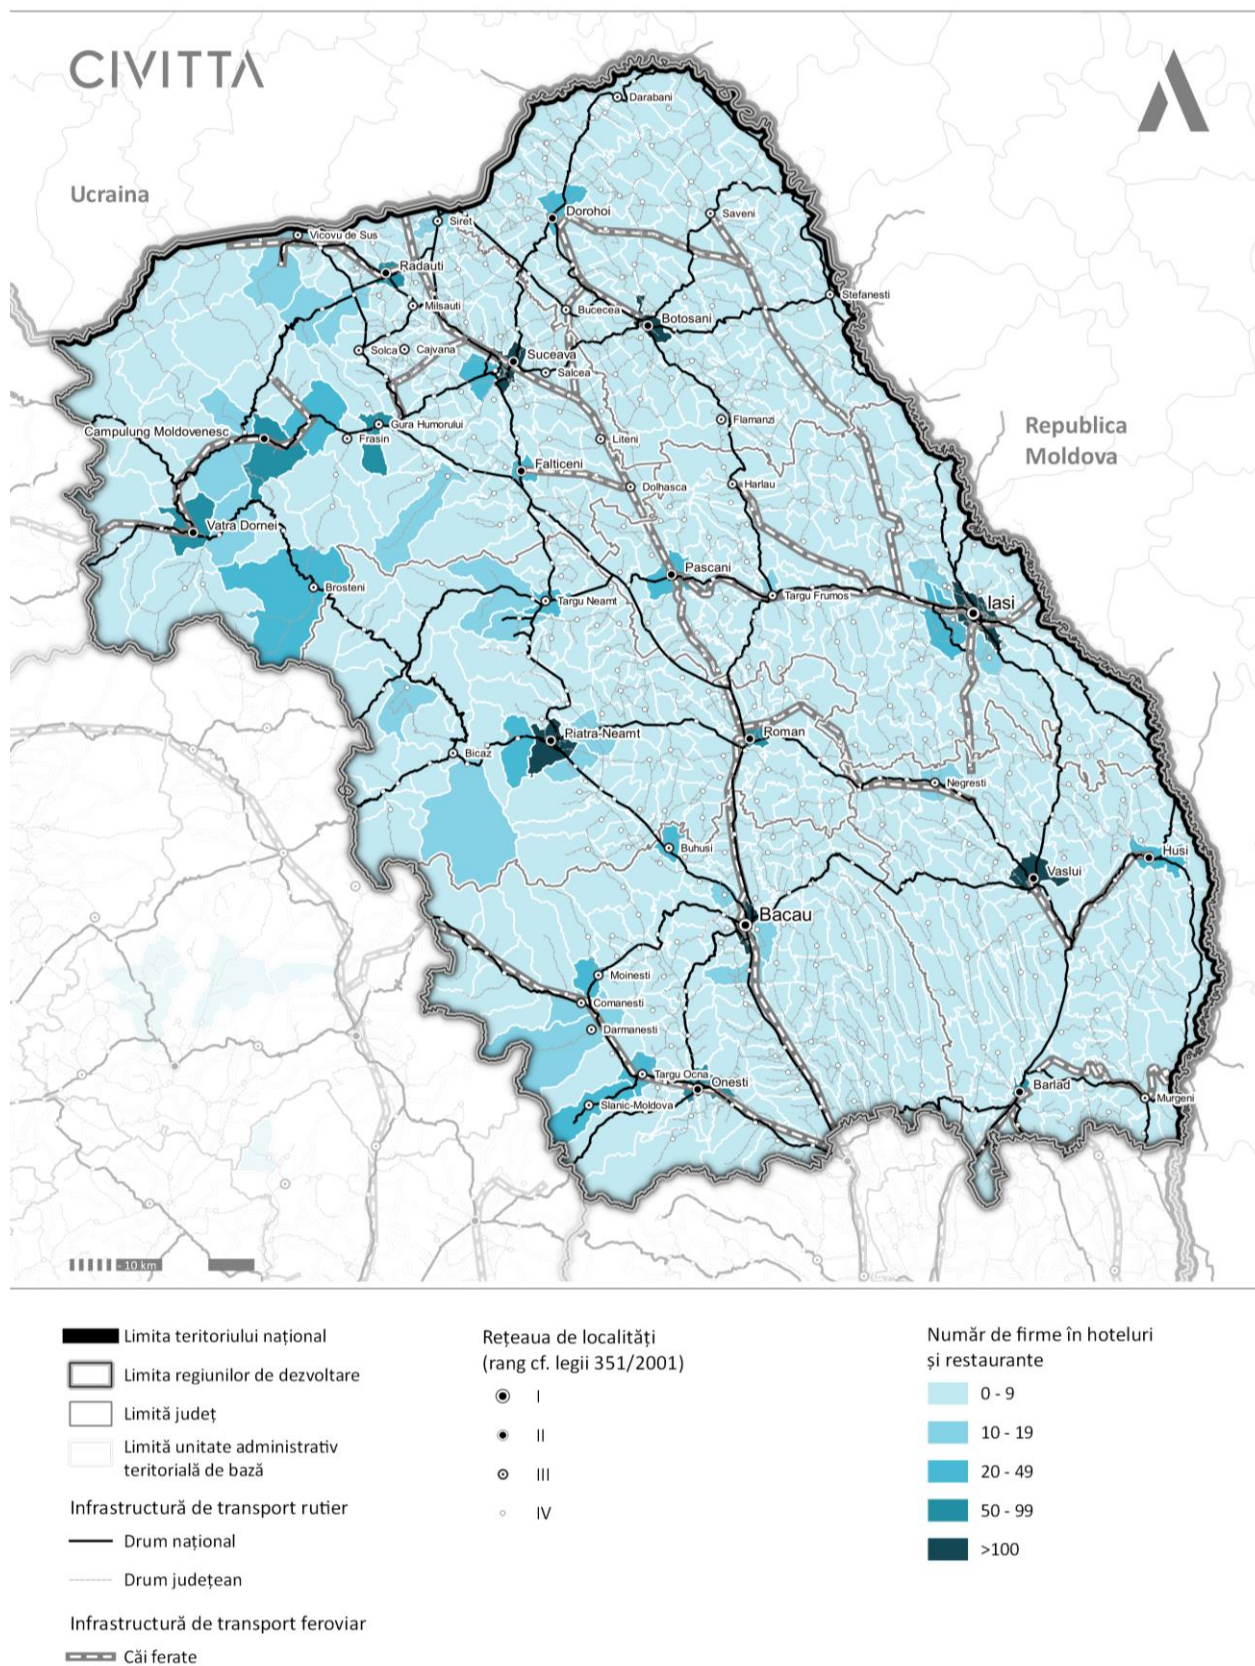 CIVITTA
Ucraina
Republica
Moldova
Darabani
Dorohoi
Saveni
Siret
Vicovu de Sus
Radauti
Milsauti
Stefanesti
Bucecea
Botosani
Solca
Cajvana
Suceava
Salcea
Campulung Moldovenesc
Frasin
Gura Humorului
Flamanzi
Liteni
Falticeni
Dolhasca
Harlau
Vatra Dornei
Brosteni
Targu Neamt
Pascani
Targu Frumos
Iasi
Piatra-Neamt
Bicaz
Roman
Negresti
Buhusi
Vaslui
Husi
Bacau
Moinesti
Comanesti
Darmanesti
Targu Ocna
Onesti
Slanic-Moldova
Barlad
Murgeni
10 km
Limita teritoriului național
Limita regiunilor de dezvoltare
Limită județ
Limită unitate administrativ
teritorială de bază
Infrastructură de transport rutier
Drum național
Drum județean
Infrastructură de transport feroviar
Căi ferate
Rețeaua de localități
(rang cf. legii 351/2001)
I
II
III
IV
Număr de firme în hoteluri
și restaurante
0 - 9
10 - 19
20 - 49
50 - 99
>100